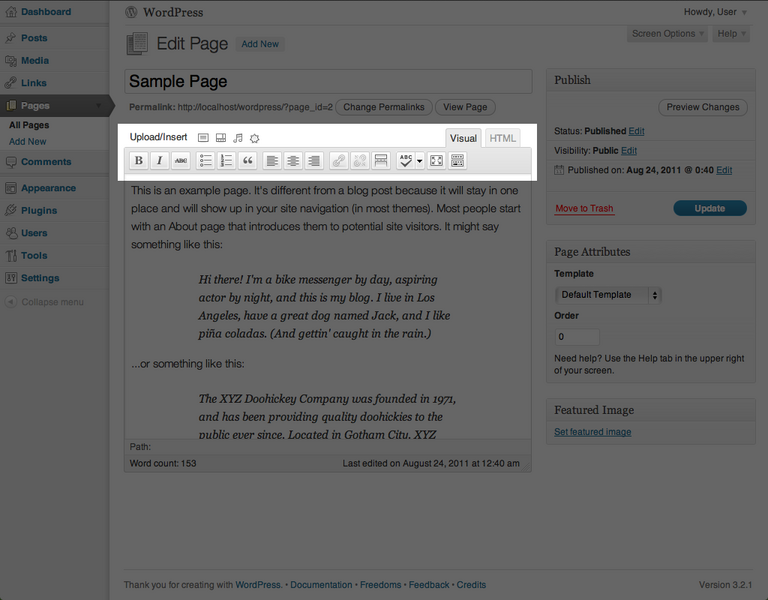 Dashboard
Posts
Media
Links
Pages
All Pages
Add New
Comments
Appearance
Plugins
Users
Tools
Settings
Collapse menu
WordPress
Howdy, User
Screen Options
Help
Edit Page
Add New
Sample Page
Permalink: http://localhost/wordpress/?page_id=2 Change Permalinks View Page
Upload/Insert
Visual
HTML
B I ABC ABC
This is an example page. It's different from a blog post because it will stay in one
place and will show up in your site navigation (in most themes). Most people start
with an About page that introduces them to potential site visitors. It might say
something like this:
Hi there! I'm a bike messenger by day, aspiring
actor by night, and this is my blog. I live in Los
Angeles, have a great dog named Jack, and I like
piña coladas. (And gettin' caught in the rain.)
...or something like this:
The XYZ Doohickey Company was founded in 1971,
and has been providing quality doohickies to the
public ever since. Located in Gotham City, XYZ
Path:
Word count: 153
Last edited on August 24, 2011 at 12:40 am
Publish
Preview Changes
Status: Published Edit
Visibility: Public Edit
Published on: Aug 24, 2011 @ 0:40 Edit
Move to Trash
Update
Page Attributes
Template
Default Template
Order
0
Need help? Use the Help tab in the upper right
of your screen.
Featured Image
Set featured image
Thank you for creating with WordPress. • Documentation • Freedoms • Feedback • Credits
Version 3.2.1